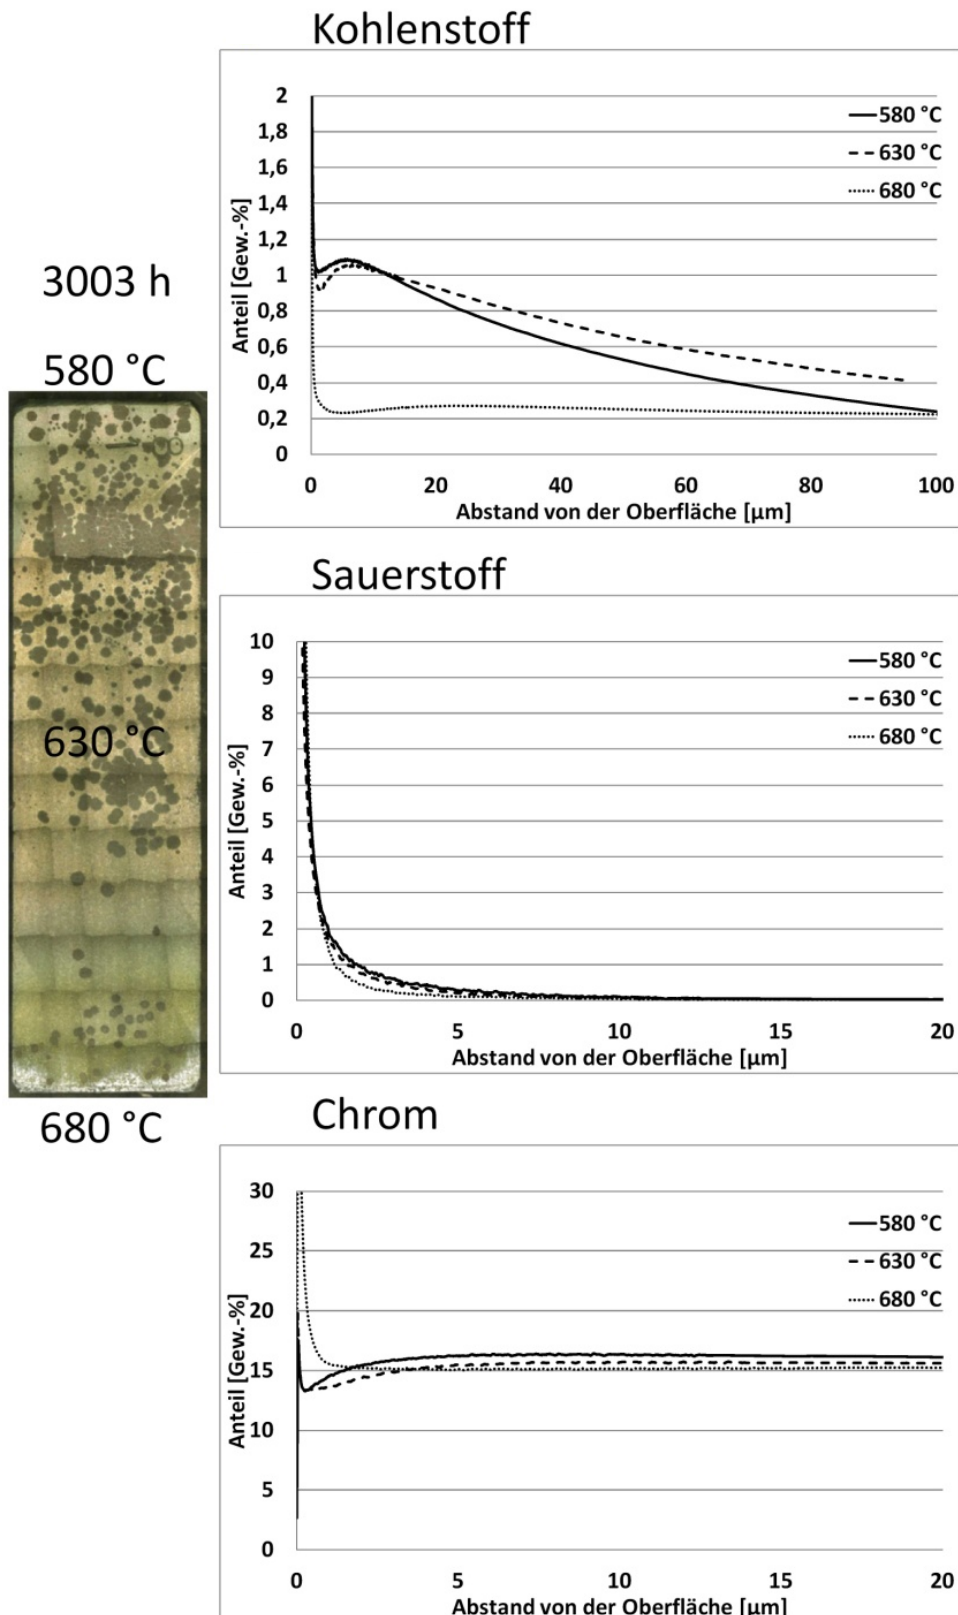 Kohlenstoff
2
1,8
1,6
1,4
1,2
1
0,8
0,6
0,4
0,2
0
Anteil [Gew.-%]
580 °C
630 °C
680 °C
0 20 40 60 80 100
Abstand von der Oberfläche [µm]
3003 h
580 °C
630 °C
680 °C
Sauerstoff
10
9
8
7
6
5
4
3
2
1
0
Anteil [Gew.-%]
580 °C
630 °C
680 °C
0 5 10 15 20
Abstand von der Oberfläche [µm]
Chrom
30
25
20
15
10
5
0
Anteil [Gew.-%]
580 °C
630 °C
680 °C
0 5 10 15 20
Abstand von der Oberfläche [µm]